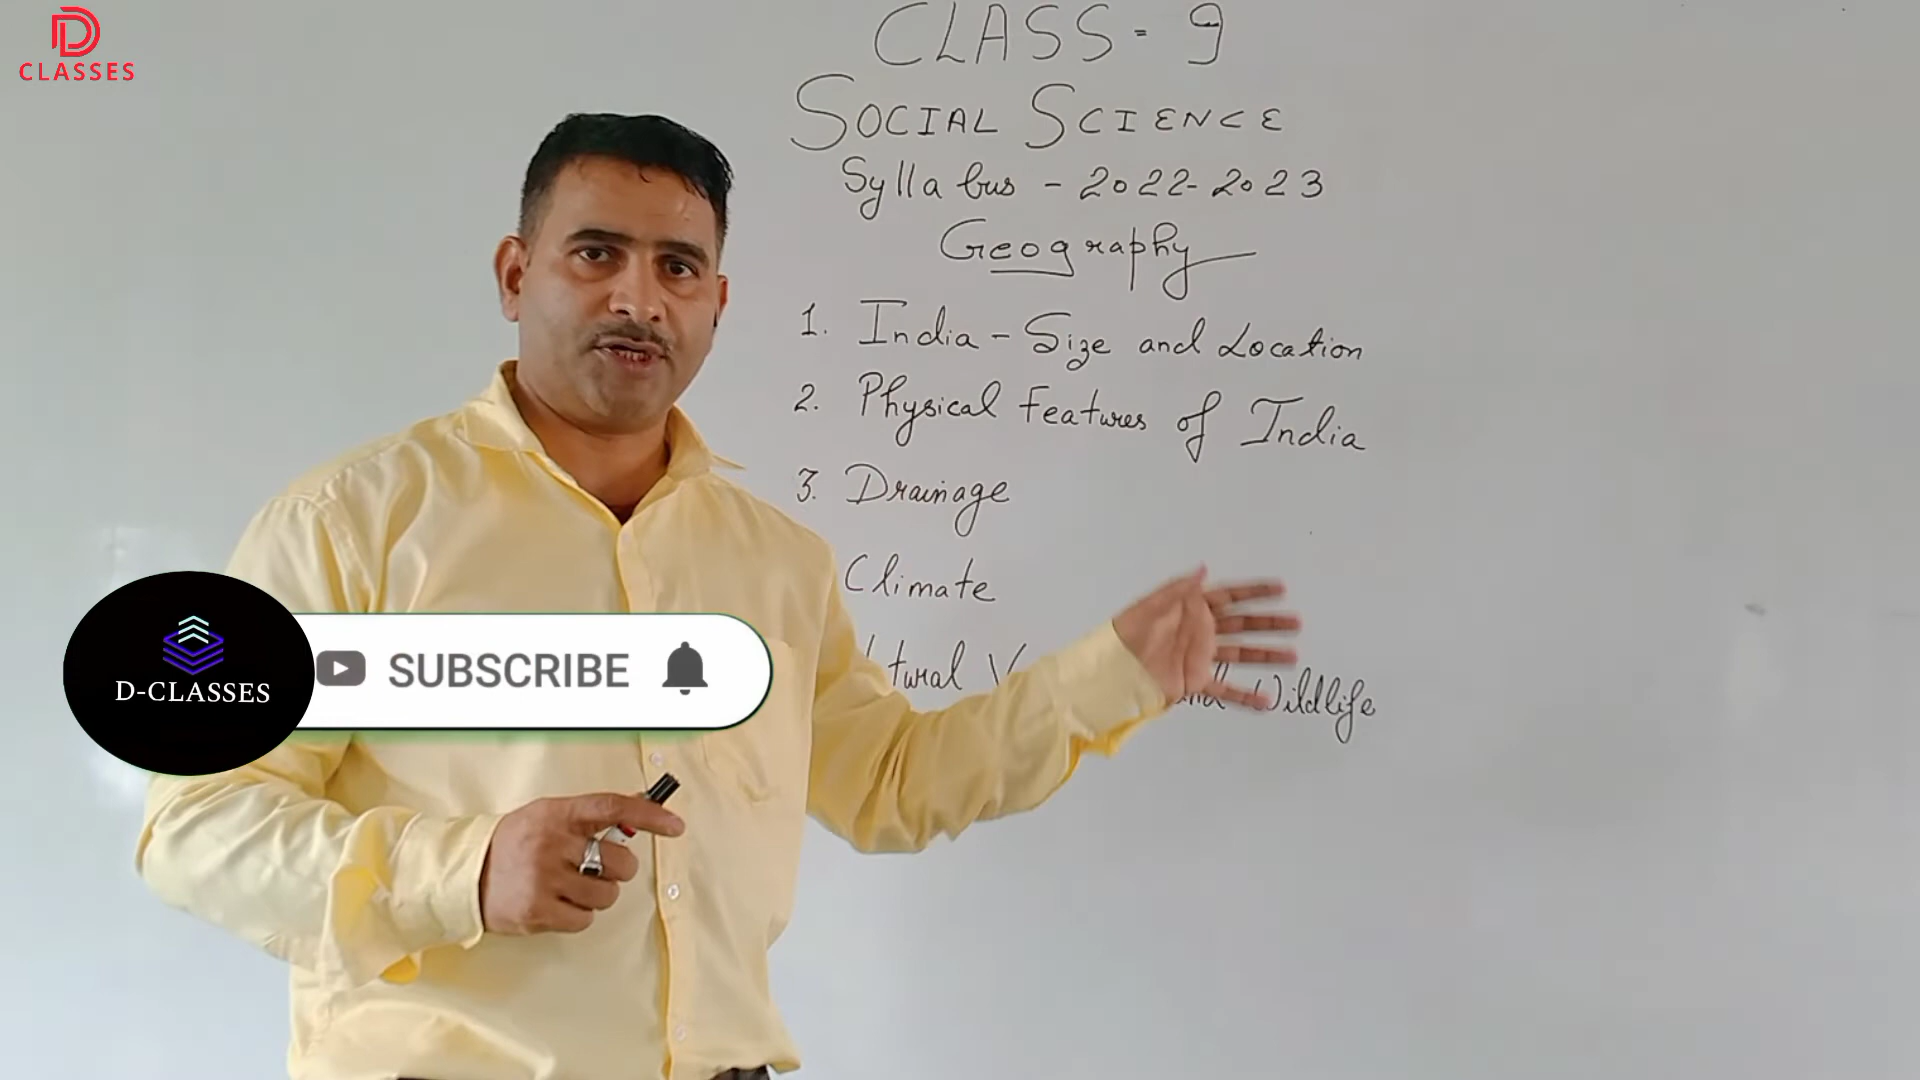 D
CLASSES
CLASS - 9
SOCIAL SCIENCE
Syllabus - 2022-2023
Geography
1. India - Size and Location
2. Physical Features of India
3. Drainage
Climate
and Wildlife
D-CLASSES
SUBSCRIBE